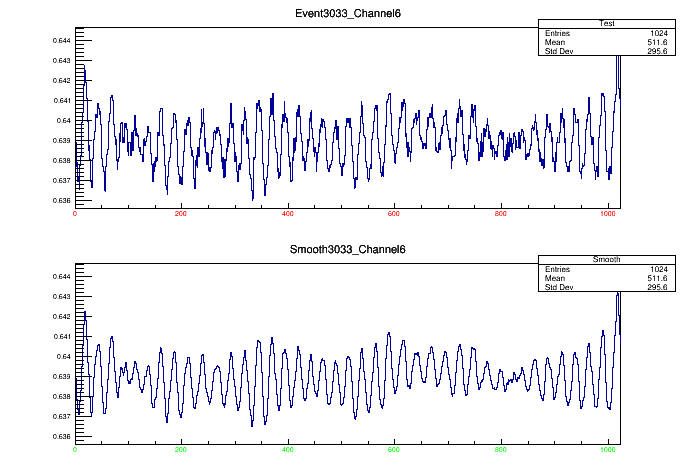 Event3033_Channel6
Test
Entries 1024
Mean 511.6
Std Dev 295.6
0.644
0.643
0.642
0.641
0.64
0.639
0.638
0.637
0.636
0 200 400 600 800 1000
Smooth3033_Channel6
Smooth
Entries 1024
Mean 511.6
Std Dev 295.6
0.644
0.643
0.642
0.641
0.64
0.639
0.638
0.637
0.636
0 200 400 600 800 1000